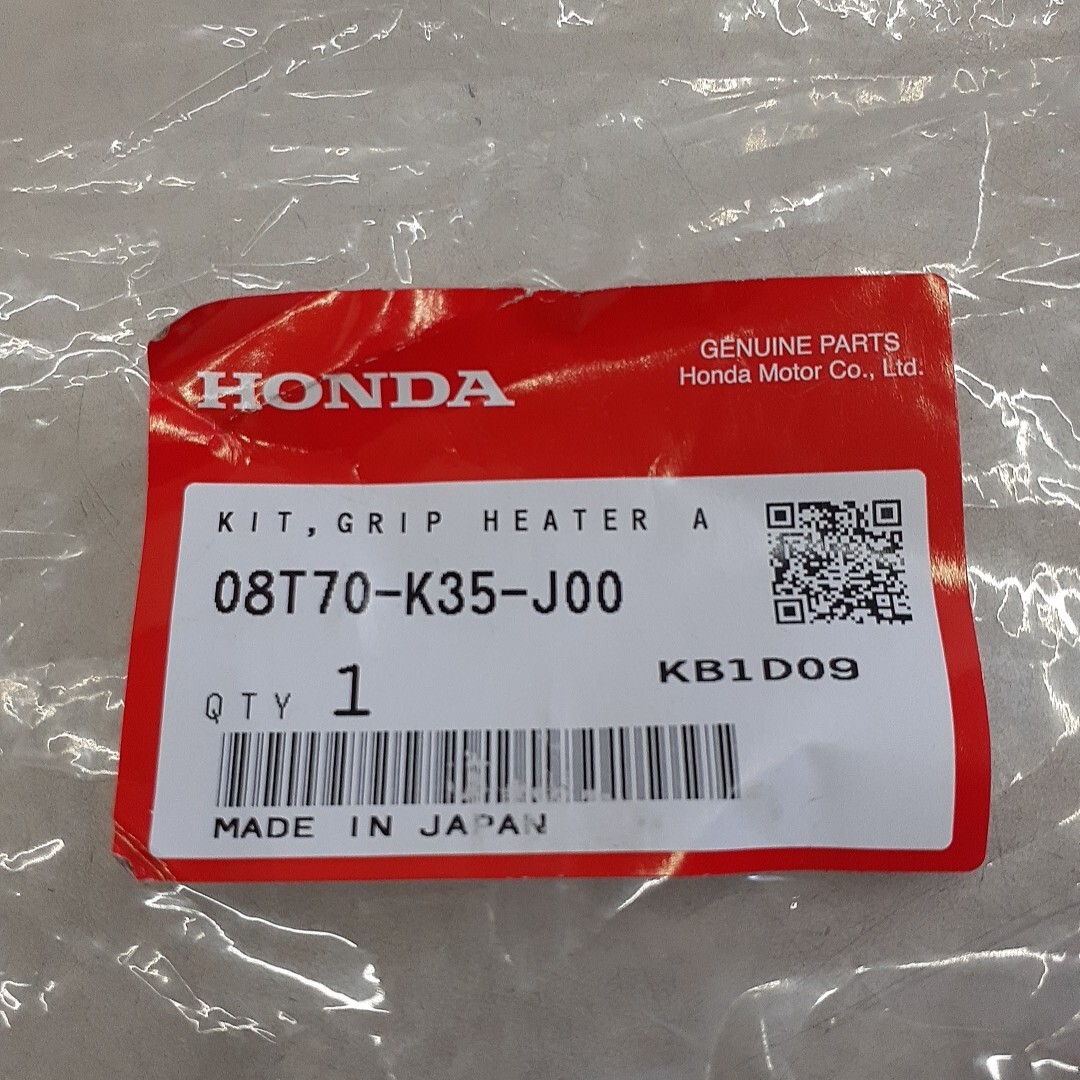 HONDA
GENUINE PARTS
Honda Motor Co., Ltd.
KIT,GRIP HEATER A
08T70-K35-J00
QTY 1
KB1D09
MADE IN JAPAN